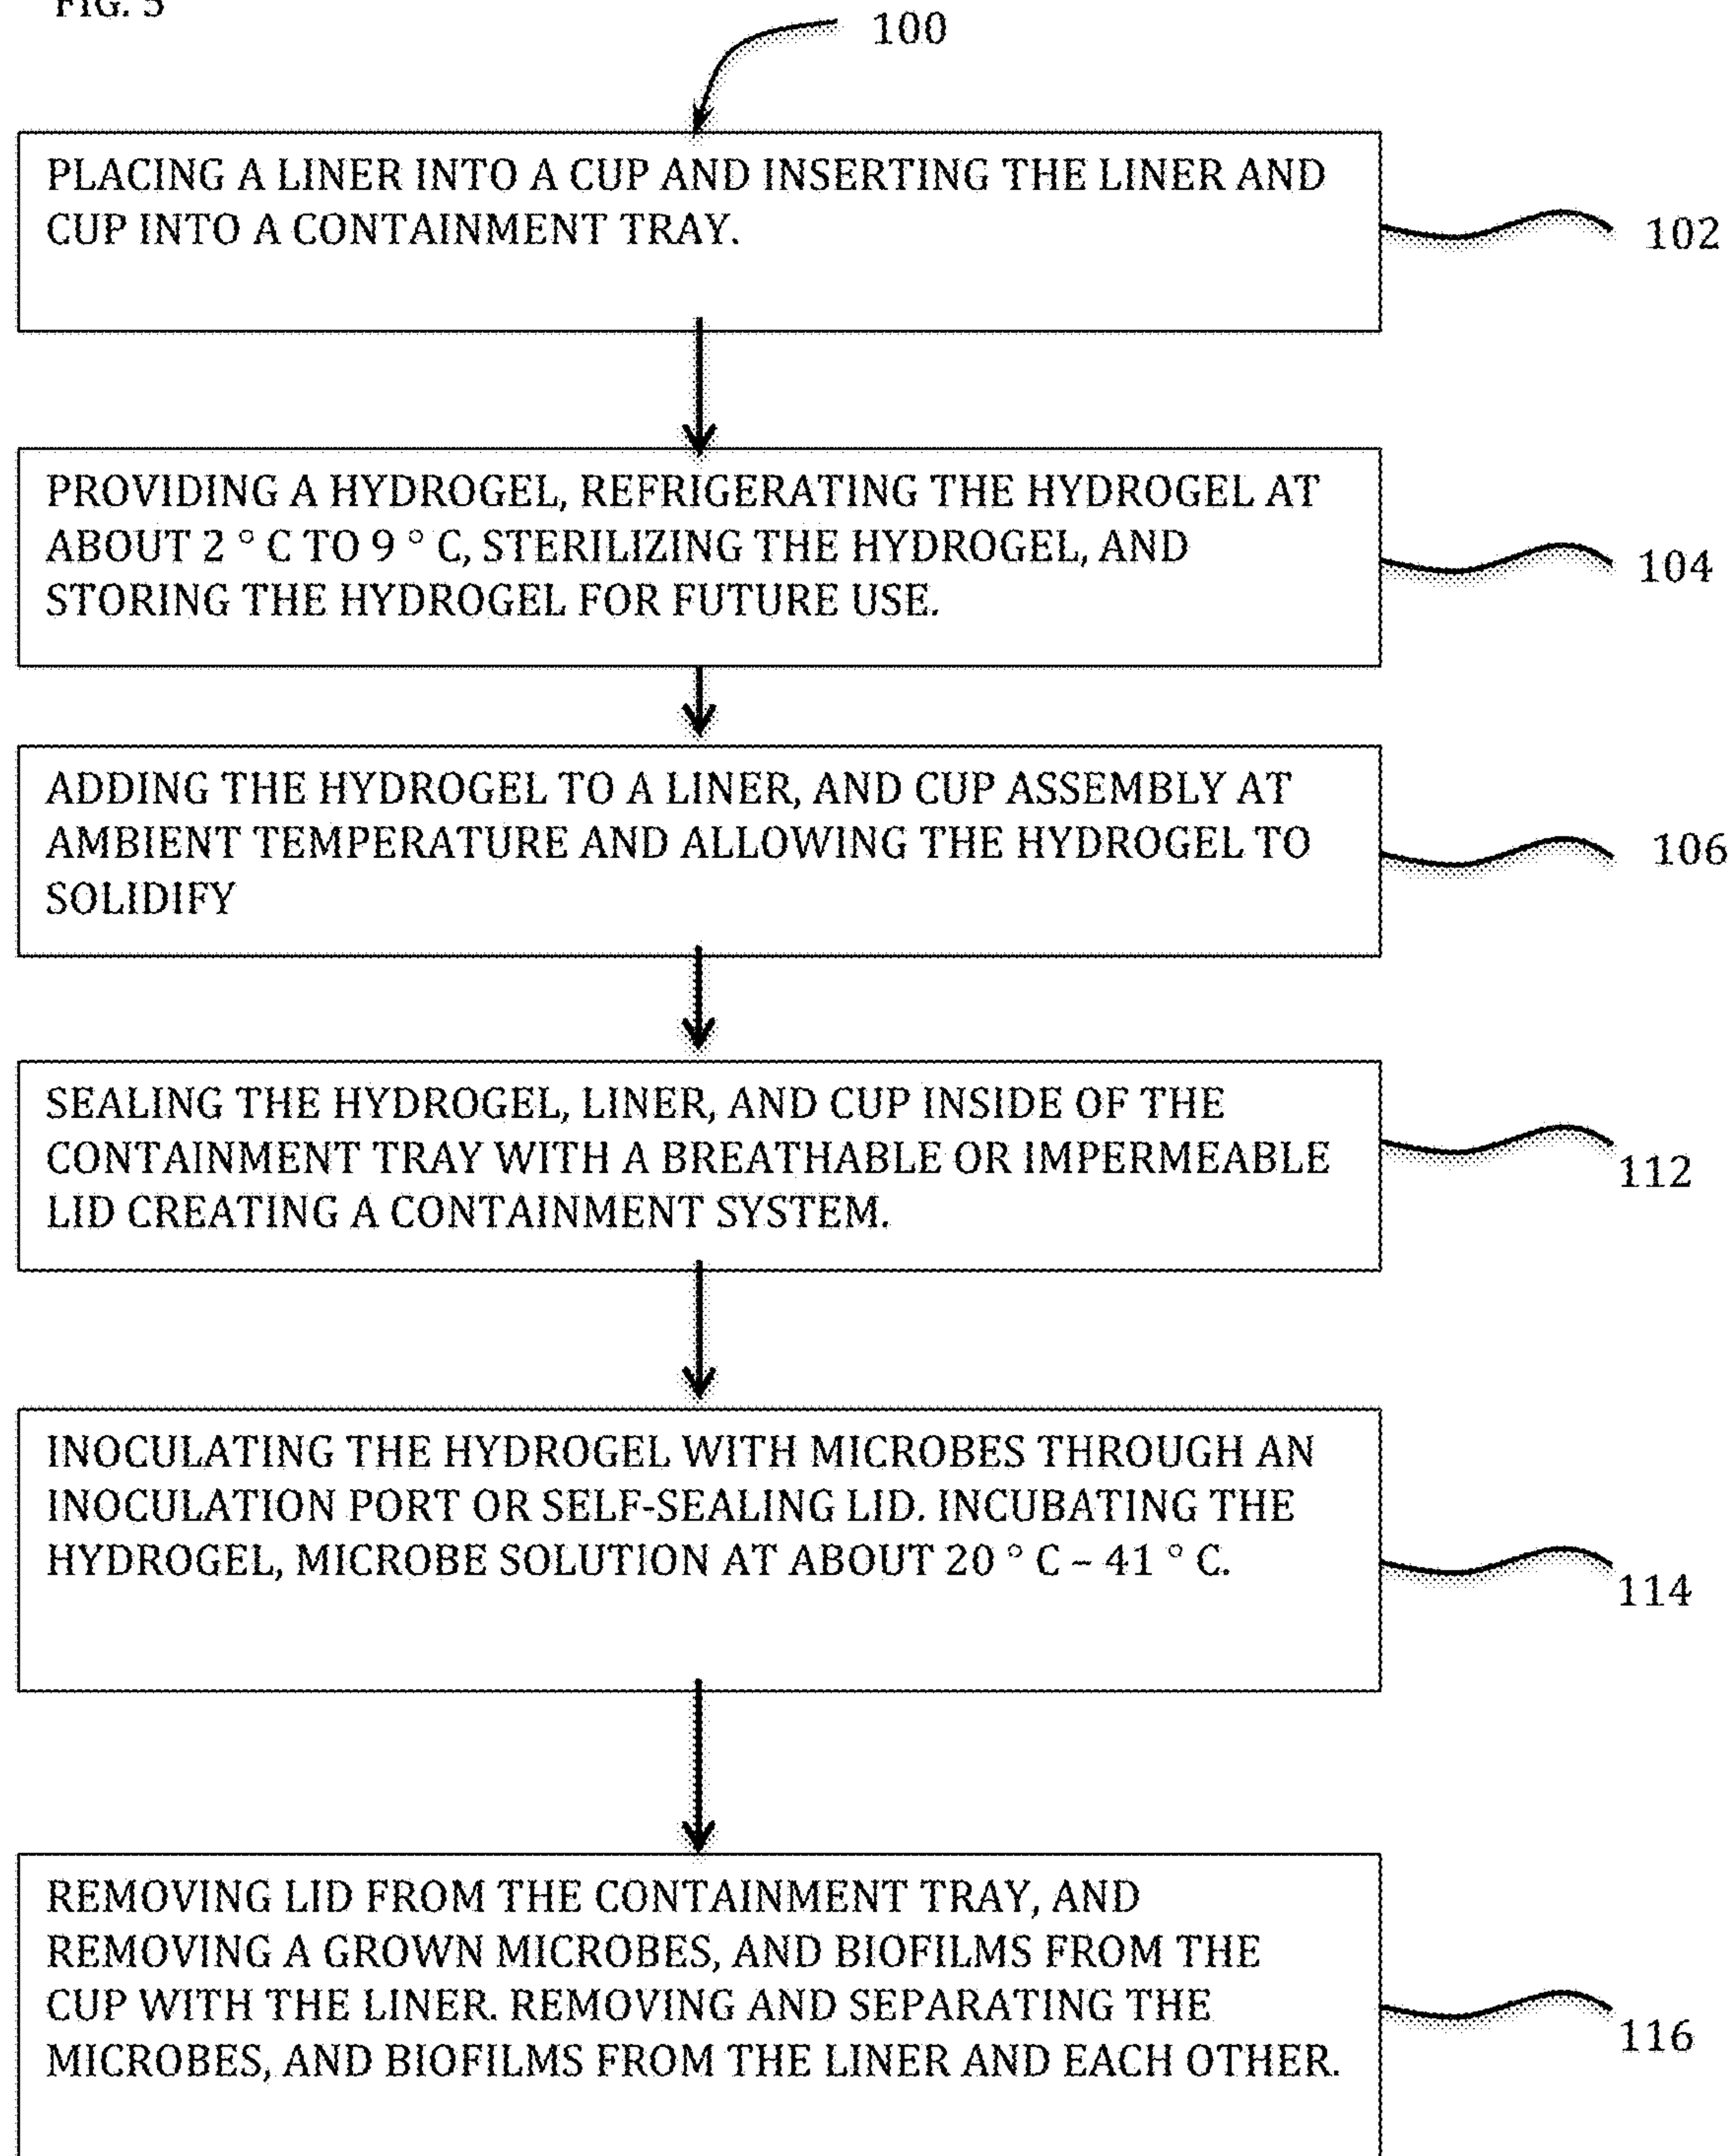 FIG. 5
100
PLACING A LINER INTO A CUP AND INSERTING THE LINER AND
CUP INTO A CONTAINMENT TRAY.
102
PROVIDING A HYDROGEL, REFRIGERATING THE HYDROGEL AT
ABOUT 2 ° C TO 9 ° C, STERILIZING THE HYDROGEL, AND
STORING THE HYDROGEL FOR FUTURE USE.
104
ADDING THE HYDROGEL TO A LINER, AND CUP ASSEMBLY AT
AMBIENT TEMPERATURE AND ALLOWING THE HYDROGEL TO
SOLIDIFY
106
SEALING THE HYDROGEL, LINER, AND CUP INSIDE OF THE
CONTAINMENT TRAY WITH A BREATHABLE OR IMPERMEABLE
LID CREATING A CONTAINMENT SYSTEM.
112
INOCULATING THE HYDROGEL WITH MICROBES THROUGH AN
INOCULATION PORT OR SELF-SEALING LID. INCUBATING THE
HYDROGEL, MICROBE SOLUTION AT ABOUT 20 ° C – 41 ° C.
114
REMOVING LID FROM THE CONTAINMENT TRAY, AND
REMOVING A GROWN MICROBES, AND BIOFILMS FROM THE
CUP WITH THE LINER. REMOVING AND SEPARATING THE
MICROBES, AND BIOFILMS FROM THE LINER AND EACH OTHER.
116